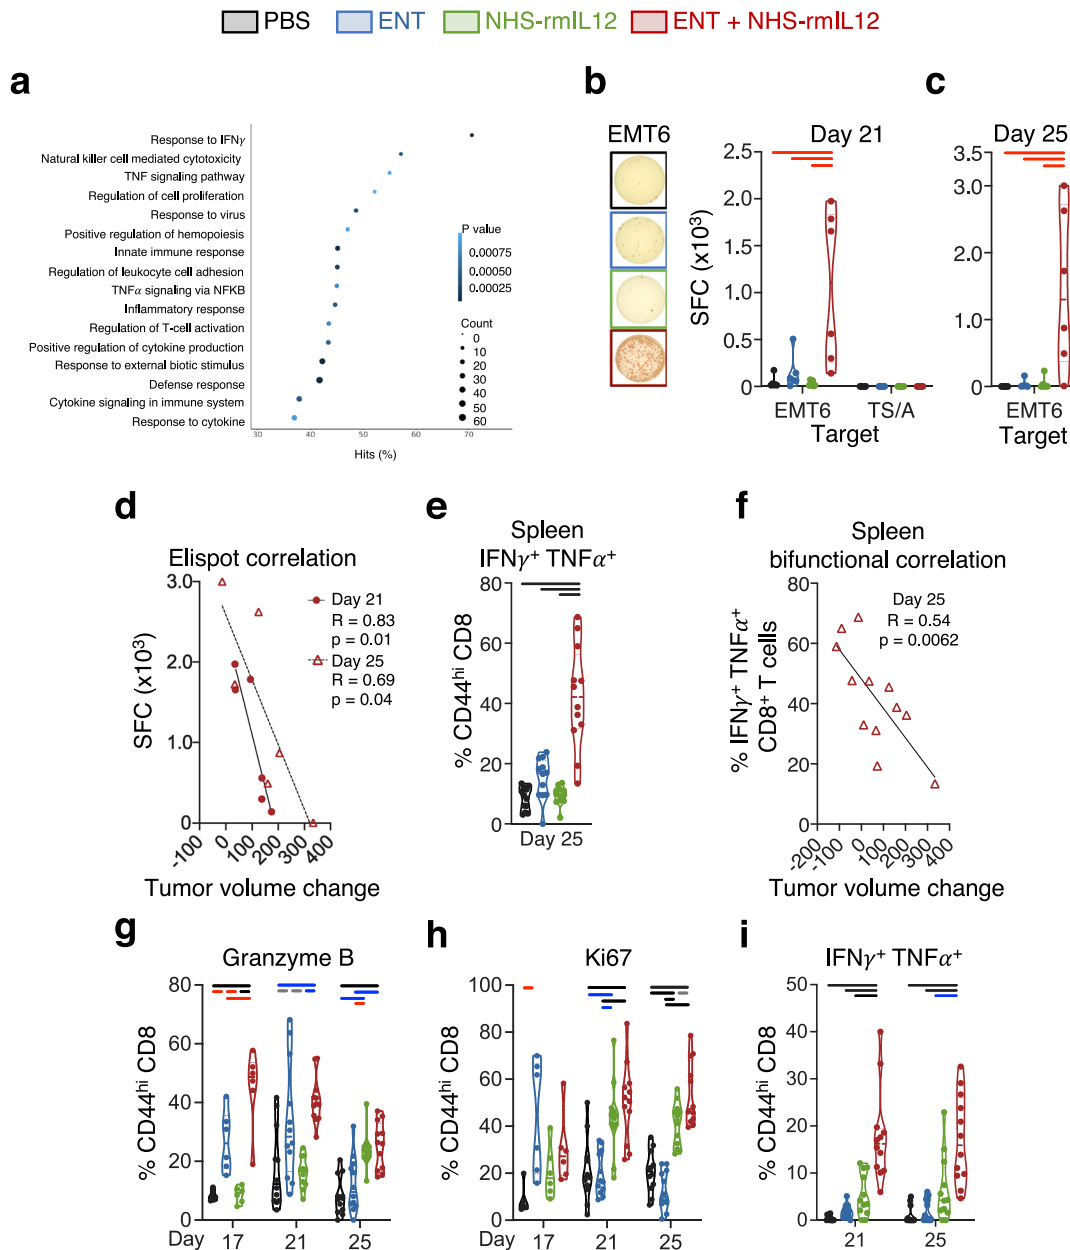 PBS ENT NHS-rmIL12 ENT + NHS-rmIL12
a
Response to IFNγ
Natural killer cell mediated cytotoxicity
TNF signaling pathway
Regulation of cell proliferation
Response to virus
Positive regulation of hemopoiesis
Innate immune response
Regulation of leukocyte cell adhesion
TNFα signaling via NFKB
Inflammatory response
Regulation of T-cell activation
Positive regulation of cytokine production
Response to external biotic stimulus
Defense response
Cytokine signaling in immune system
Response to cytokine
30 40 50 60 70
Hits (%)
P value
0.00075
0.00050
0.00025
Count
0
10
20
30
40
50
60
b
EMT6
Day 21
SFC (x10³)
2.5
2.0
1.5
1.0
0.5
0
EMT6 TS/A
Target
c
Day 25
3.5
3.0
2.0
1.0
0
EMT6
Target
d
Elispot correlation
SFC (x10³)
3.0
2.0
1.0
0
-100 0 100 200 300 400
Tumor volume change
Day 21
R = 0.83
p = 0.01
Day 25
R = 0.69
p = 0.04
e
Spleen
IFNγ⁺ TNFα⁺
% CD44ʰⁱ CD8
80
60
40
20
0
Day 25
f
Spleen
bifunctional correlation
% IFNγ⁺ TNFα⁺
CD8⁺ T cells
80
60
40
20
0
Day 25
R = 0.54
p = 0.0062
-200 -100 0 100 200 300 400
Tumor volume change
g
Granzyme B
% CD44ʰⁱ CD8
80
60
40
20
0
Day 17 21 25
h
Ki67
% CD44ʰⁱ CD8
100
80
60
40
20
0
Day 17 21 25
i
IFNγ⁺ TNFα⁺
% CD44ʰⁱ CD8
50
40
30
20
10
0
21 25